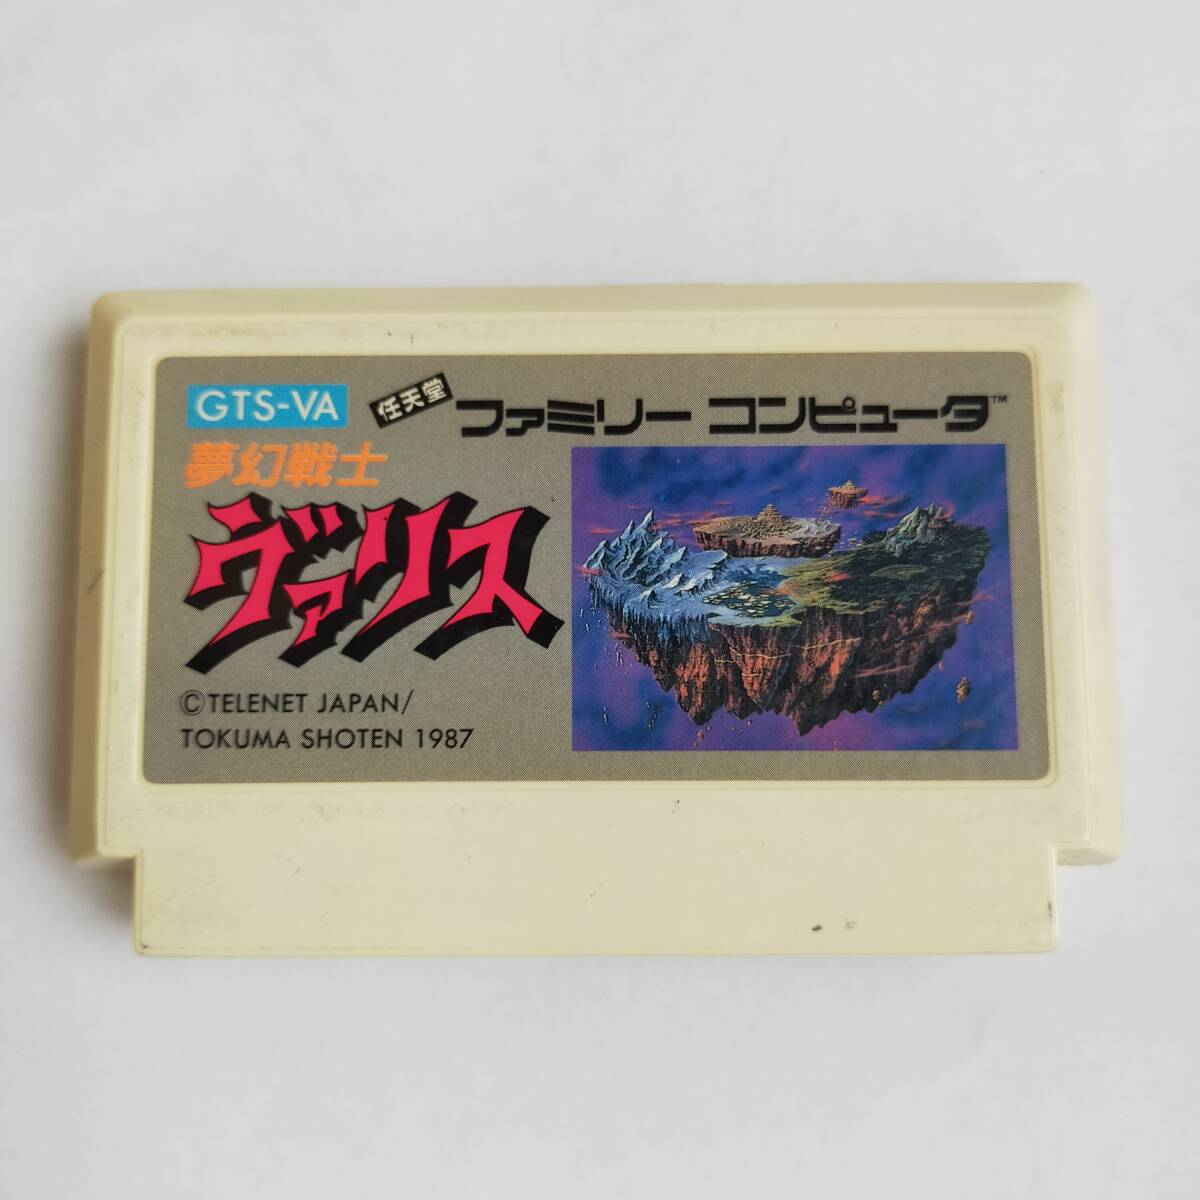 GTS-VA
任天堂 ファミリー コンピュータ™
夢幻戦士
ヴァリス
©TELENET JAPAN/
TOKUMA SHOTEN 1987